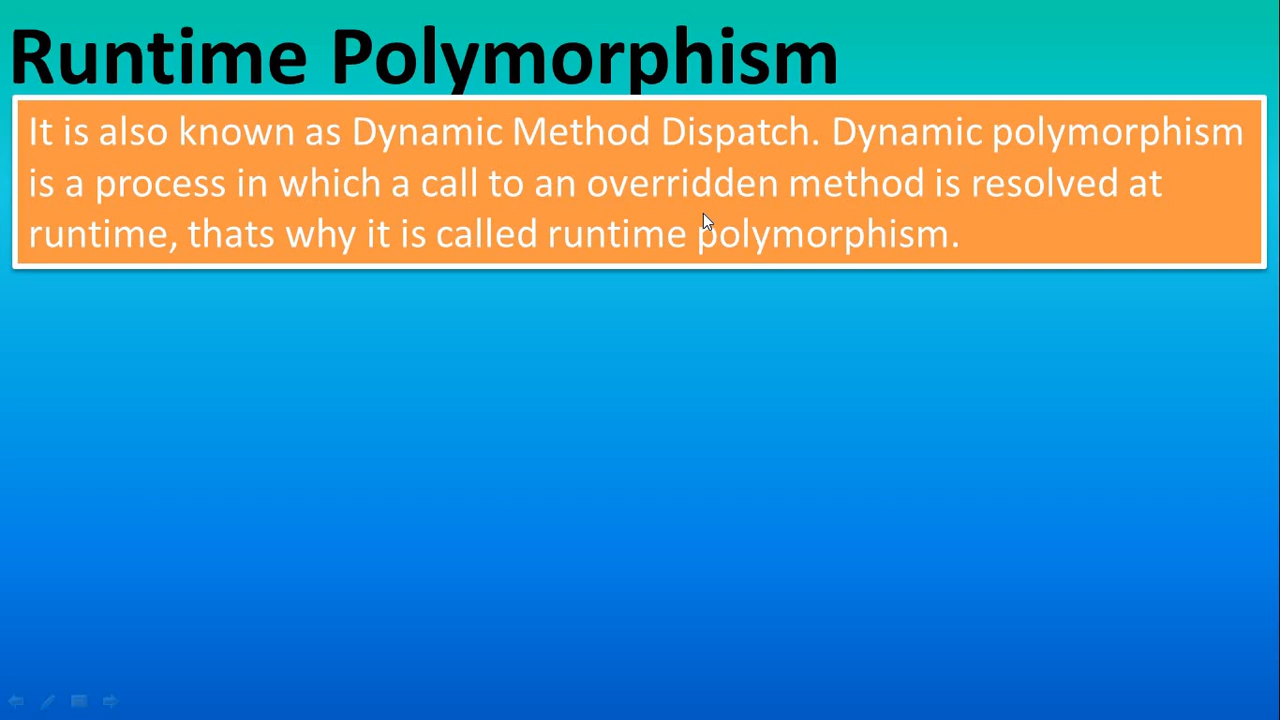 Runtime Polymorphism
It is also known as Dynamic Method Dispatch. Dynamic polymorphism
is a process in which a call to an overridden method is resolved at
runtime, thats why it is called runtime polymorphism.